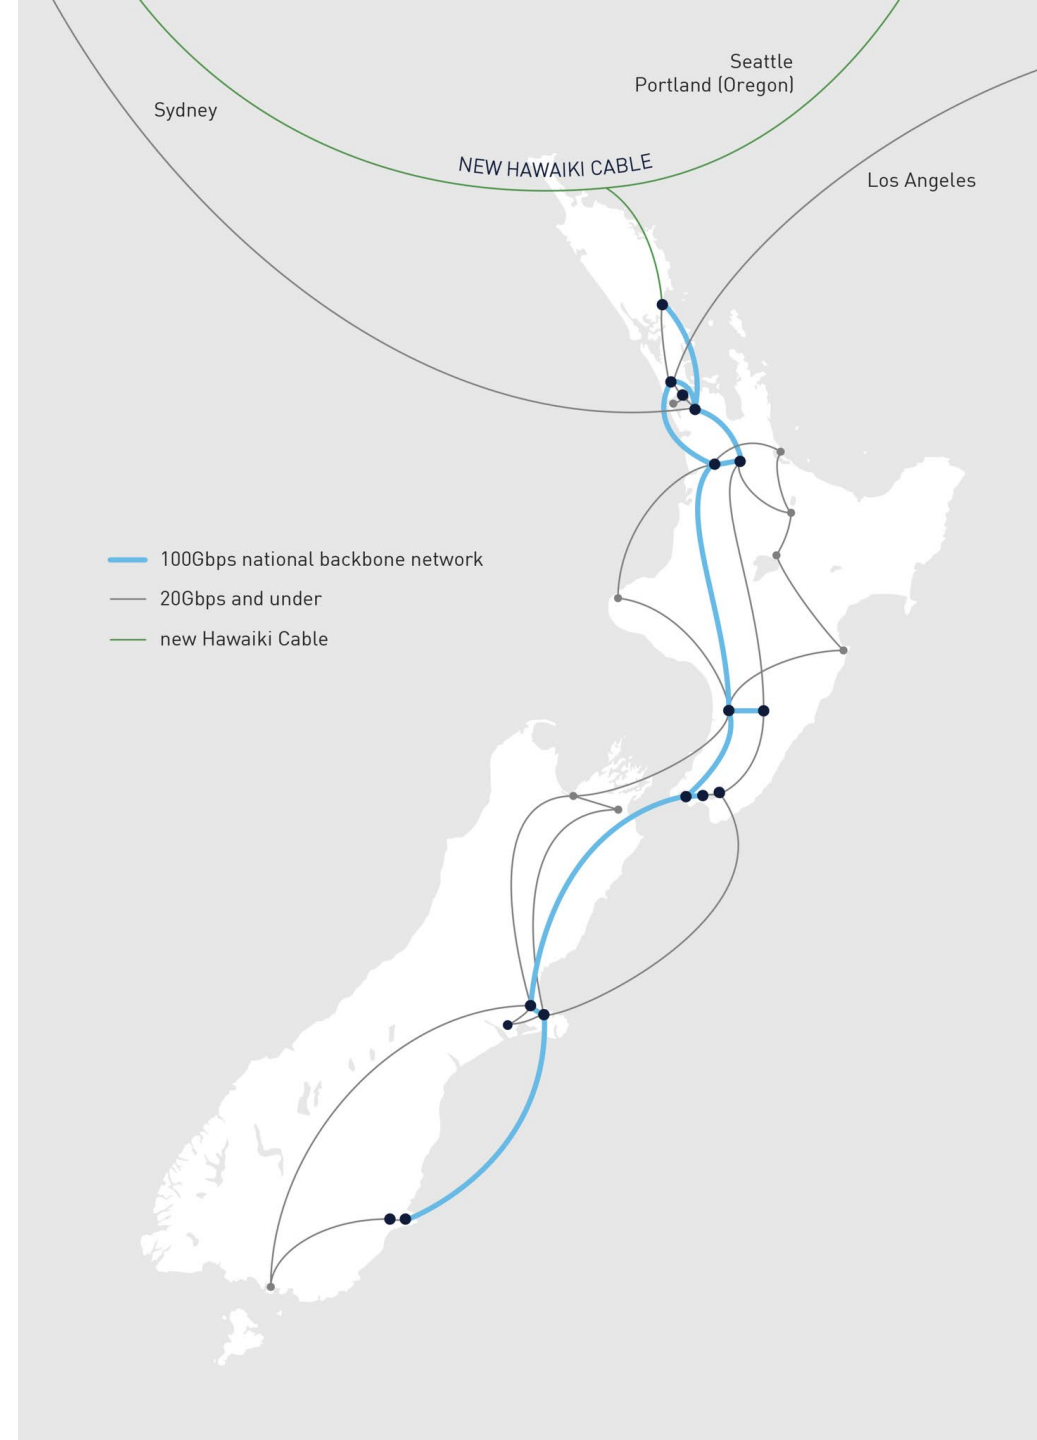 Seattle
Portland (Oregon)
Sydney
NEW HAWAIKI CABLE
Los Angeles
100Gbps national backbone network
20Gbps and under
new Hawaiki Cable